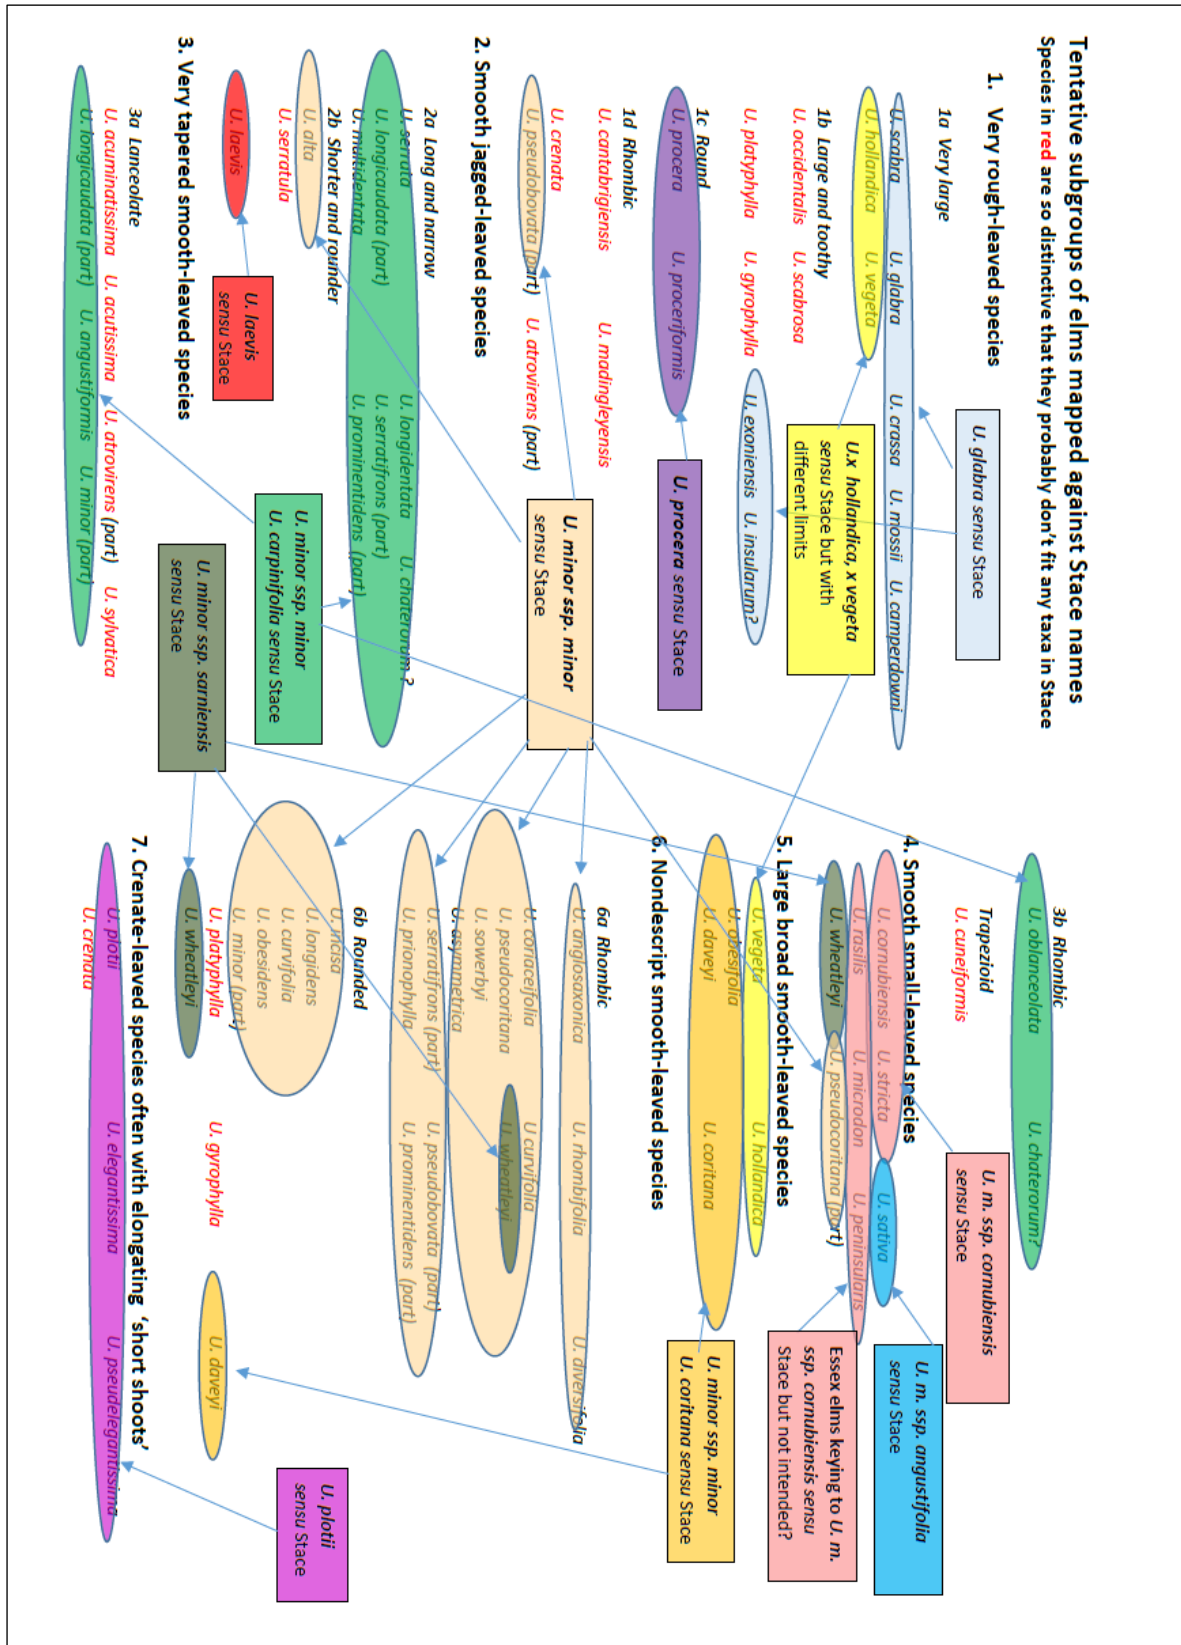 Tentative subgroups of elms mapped against Stace names
Species in red are so distinctive that they probably don't fit any taxa in Stace
1. Very rough-leaved species
1a Very large
U. scabra U. glabra U. crassa U. mossii U. camperdowni
U. hollandica U. vegeta
1b Large and toothy
U. occidentalis U. scabrosa
U. platyphylla U. gyrophylla U. exoniensis U. insularum?
1c Round
U. procera U. proceriformis
1d Rhombic
U. cantabrigiensis U. madingleyensis
U. crenata
U. pseudobovata (part) U. atrovirens (part)
2. Smooth jagged-leaved species
2a Long and narrow
U. serruta U. longidentata U. chaterorum ?
U. longicaudata (part) U. serratifrons (part)
U. multidentata U. prominentidens (part)
2b Shorter and rounder
U. alta
U. serratula
U. laevis
3. Very tapered smooth-leaved species
3a Lanceolate
U. acuminatissima U. acutissima U. atrovirens (part) U. sylvatica
U. longicaudata (part) U. angustiformis U. minor (part)
U. glabra sensu Stace
U.x hollandica, x vegeta
sensu Stace but with
different limits
U. procera sensu Stace
U. minor ssp. minor
sensu Stace
U. minor ssp. minor
U. carpinifolia sensu Stace
U. laevis
sensu Stace
U. minor ssp. sarniensis
sensu Stace
3b Rhombic
U. oblanceolata U. chaterorum?
Trapezioid
U. cuneiformis
4. Smooth small-leaved species
U. cornubiensis U. stricta U. sativa
U. rasilis U. microdon U. peninsularis
U. wheatleyi U. pseudocoritana (part)
5. Large broad smooth-leaved species
U. vegeta U. hollandica
U. obesifolia
U. daveyi U. coritana
6. Nondescript smooth-leaved species
6a Rhombic
U. anglosaxonica U. rhombifolia U. diversifolia
U. coriaceifolia U curvifolia
U. pseudocoritana U. wheatleyi
U. sowerbyi
U. asymmetrica
U. serratifrons (part) U. pseudobovata (part)
U. prionophylla U. prominentidens (part)
6b Rounded
U. longidens
U. curvifolia
U. obesidens
U. minor (part)
U. platyphylla U. gyrophylla U. daveyi
U. wheatleyi
7. Crenate-leaved species often with elongating 'short shoots'
U. plotii U. elegantissima U. pseudelegantissima
U. crenata
U. m. ssp. cornubiensis
sensu Stace
U. m. ssp. angustifolia
sensu Stace
Essex elms keying to U. m.
ssp. cornubiensis sensu
Stace but not intended?
U. minor ssp. minor
U. coritana sensu Stace
U. plotii
sensu Stace